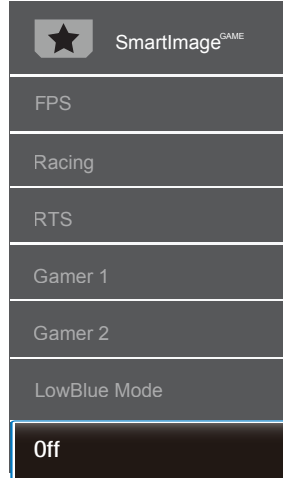 SmartImage GAME
FPS
Racing
RTS
Gamer 1
Gamer 2
LowBlue Mode
Off